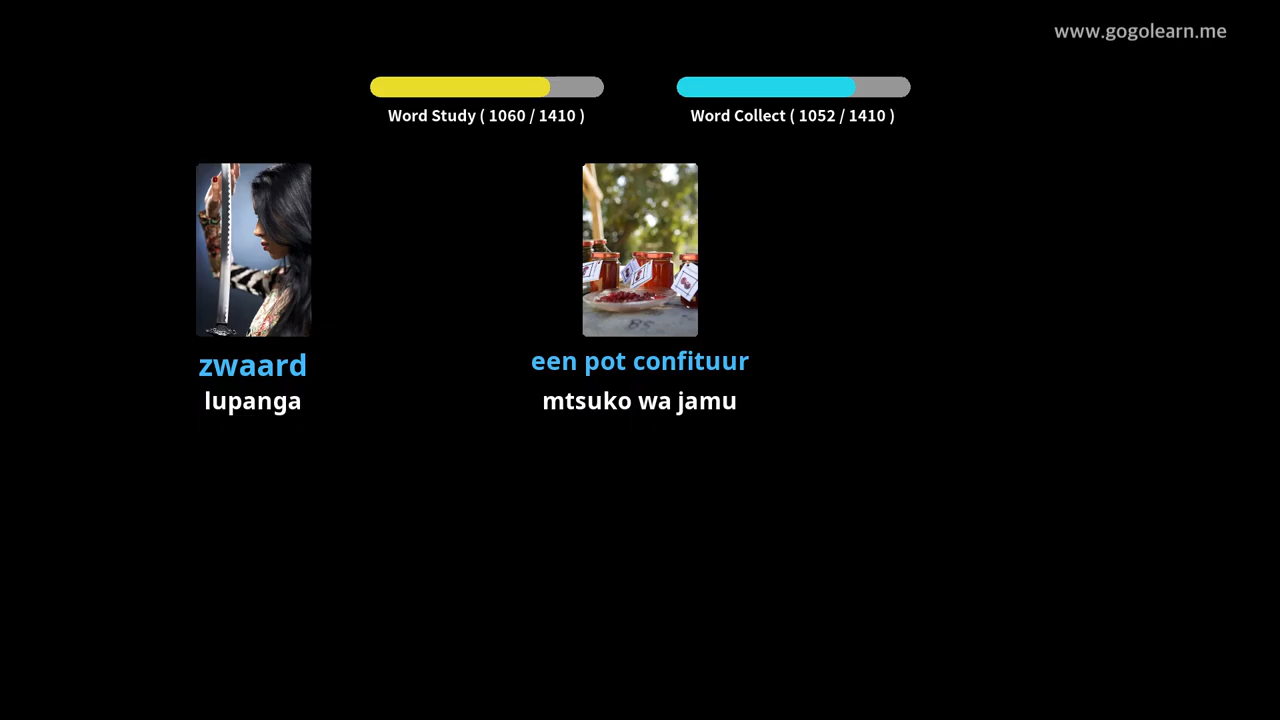 www.gogolearn.me
Word Study ( 1060 / 1410 )
Word Collect ( 1052 / 1410 )
zwaard
lupanga
een pot confituur
mtsuko wa jamu